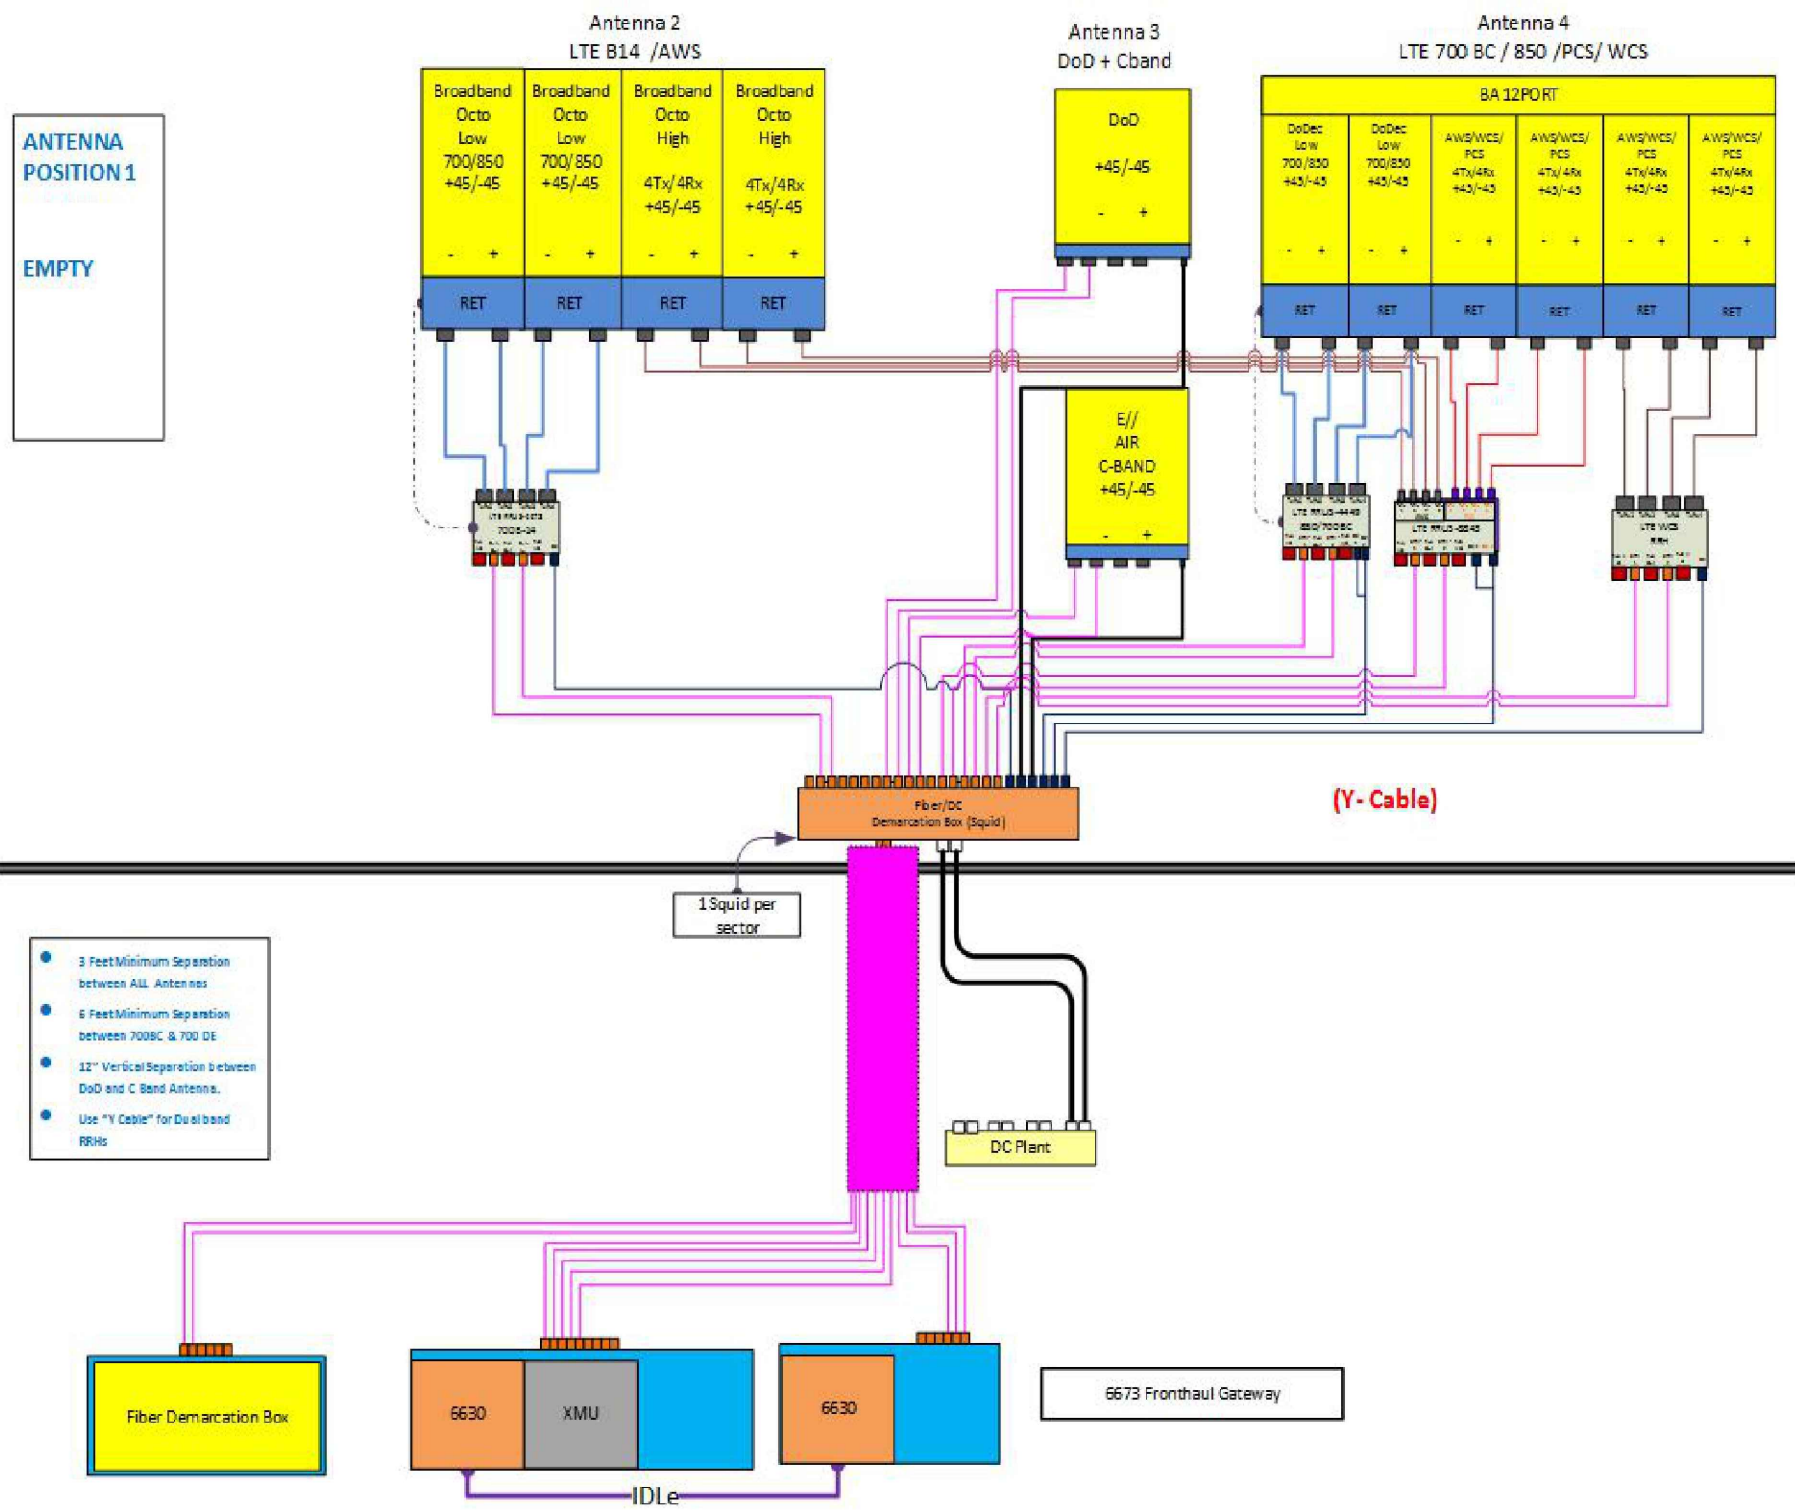 Antenna 2
LTE B14 /AWS
Antenna 3
DoD + Cband
Antenna 4
LTE 700 BC / 850 /PCS/ WCS
ANTENNA
POSITION 1
EMPTY
Broadband
Octo
Low
700/850
+45/-45
- +
RET
Broadband
Octo
Low
700/850
+45/-45
- +
RET
Broadband
Octo
High
4Tx/4Rx
+45/-45
- +
RET
Broadband
Octo
High
4Tx/4Rx
+45/-45
- +
RET
DoD
+45/-45
- +
BA 12PORT
DoDec
Low
700/850
+45/-45
- +
RET
DoDec
Low
700/850
+45/-45
- +
RET
AWS/WCS/
PCS
4Tx/4Rx
+45/-45
- +
RET
AWS/WCS/
PCS
4Tx/4Rx
+45/-45
- +
RET
AWS/WCS/
PCS
4Tx/4Rx
+45/-45
- +
RET
AWS/WCS/
PCS
4Tx/4Rx
+45/-45
- +
RET
E//
AIR
C-BAND
+45/-45
- +
LTE RRUS-4449
850/700BC
LTE WCS
RRH
Fiber/DC
Demarcation Box (Squid)
(Y- Cable)
1 Squid per
sector
3 Feet Minimum Separation
between ALL Antennas
6 Feet Minimum Separation
between 700BC & 700 DE
12" Vertical Separation between
DoD and C Band Antenna.
Use "Y Cable" for Dual band
RRHs
DC Plant
Fiber Demarcation Box
6630
XMU
6630
6673 Fronthaul Gateway
IDLe